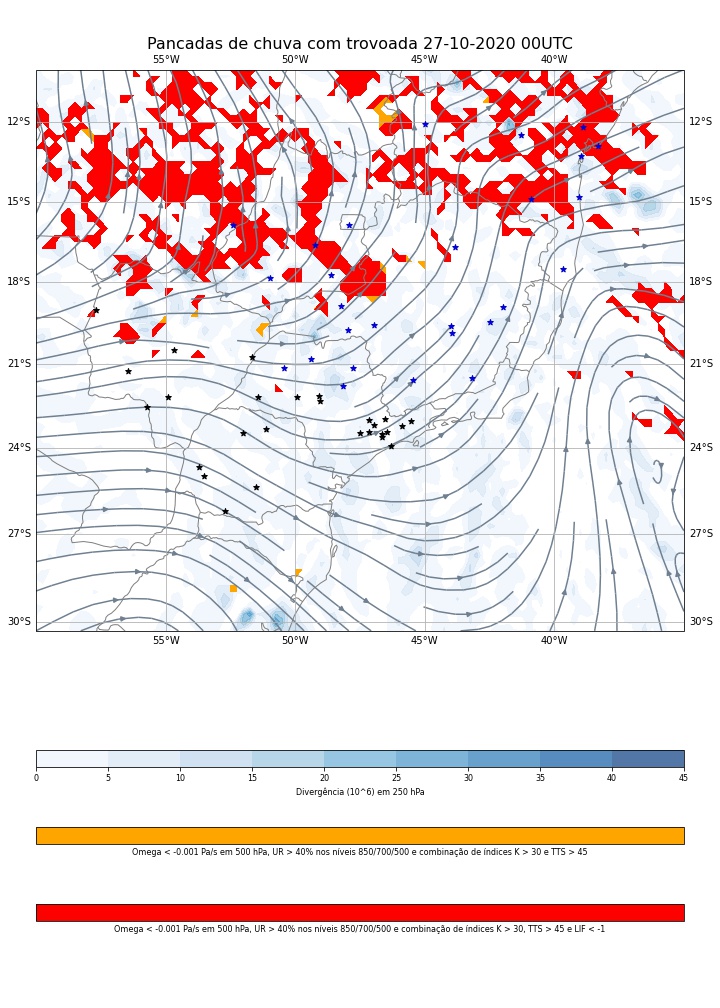 Pancadas de chuva com trovoada 27-10-2020 00UTC
55°W 50°W 45°W 40°W
12°S 12°S
15°S 15°S
18°S 18°S
21°S 21°S
24°S 24°S
27°S 27°S
30°S 30°S
55°W 50°W 45°W 40°W
0 5 10 15 20 25 30 35 40 45
Divergência (10^6) em 250 hPa
Omega < -0.001 Pa/s em 500 hPa, UR > 40% nos níveis 850/700/500 e combinação de índices K > 30 e TTS > 45
Omega < -0.001 Pa/s em 500 hPa, UR > 40% nos níveis 850/700/500 e combinação de índices K > 30, TTS > 45 e LIF < -1